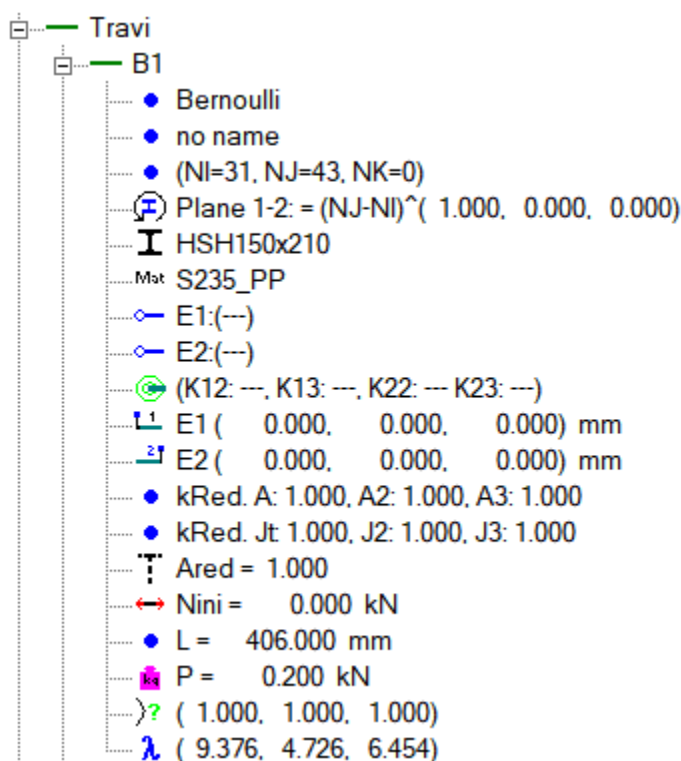 Travi
B1
Bernoulli
no name
(NI=31, NJ=43, NK=0)
Plane 1-2: = (NJ-NI)^( 1.000, 0.000, 0.000)
HSH150x210
Mat S235_PP
E1:(---)
E2:(---)
(K12: ---, K13: ---, K22: --- K23: ---)
1 E1 ( 0.000, 0.000, 0.000) mm
2 E2 ( 0.000, 0.000, 0.000) mm
kRed. A: 1.000, A2: 1.000, A3: 1.000
kRed. Jt: 1.000, J2: 1.000, J3: 1.000
Ared = 1.000
Nini = 0.000 kN
L = 406.000 mm
kg P = 0.200 kN
)? ( 1.000, 1.000, 1.000)
λ ( 9.376, 4.726, 6.454)